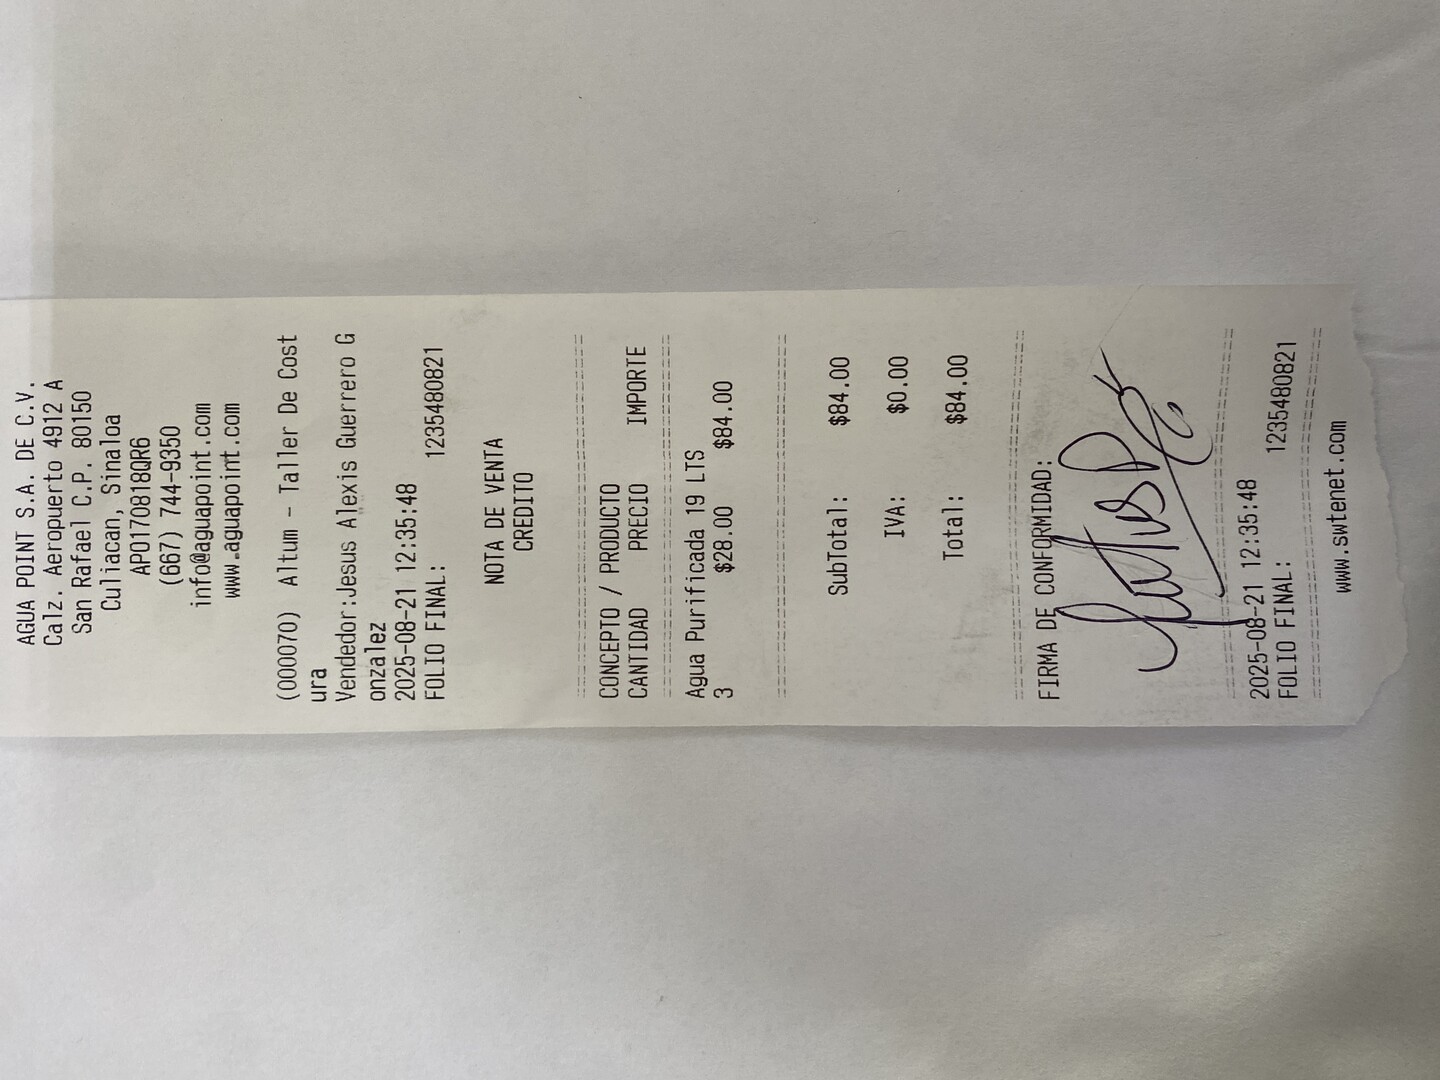 AGUA POINT S.A. DE C.V.
Calz. Aeropuerto 4912 A
San Rafael C.P. 80150
Culiacan, Sinaloa
APO170818QR6
(667) 744-9350
info@aguapoint.com
www.aguapoint.com
(000070) Altum - Taller De Cost
ura
Vendedor:Jesus Alexis Guerrero G
onzalez
2025-08-21 12:35:48
FOLIO FINAL: 1235480821
NOTA DE VENTA
CREDITO
CONCEPTO / PRODUCTO
CANTIDAD PRECIO IMPORTE
Agua Purificada 19 LTS
3 $28.00 $84.00
SubTotal: $84.00
IVA: $0.00
Total: $84.00
FIRMA DE CONFORMIDAD:
2025-08-21 12:35:48
FOLIO FINAL: 1235480821
www.swtenet.com